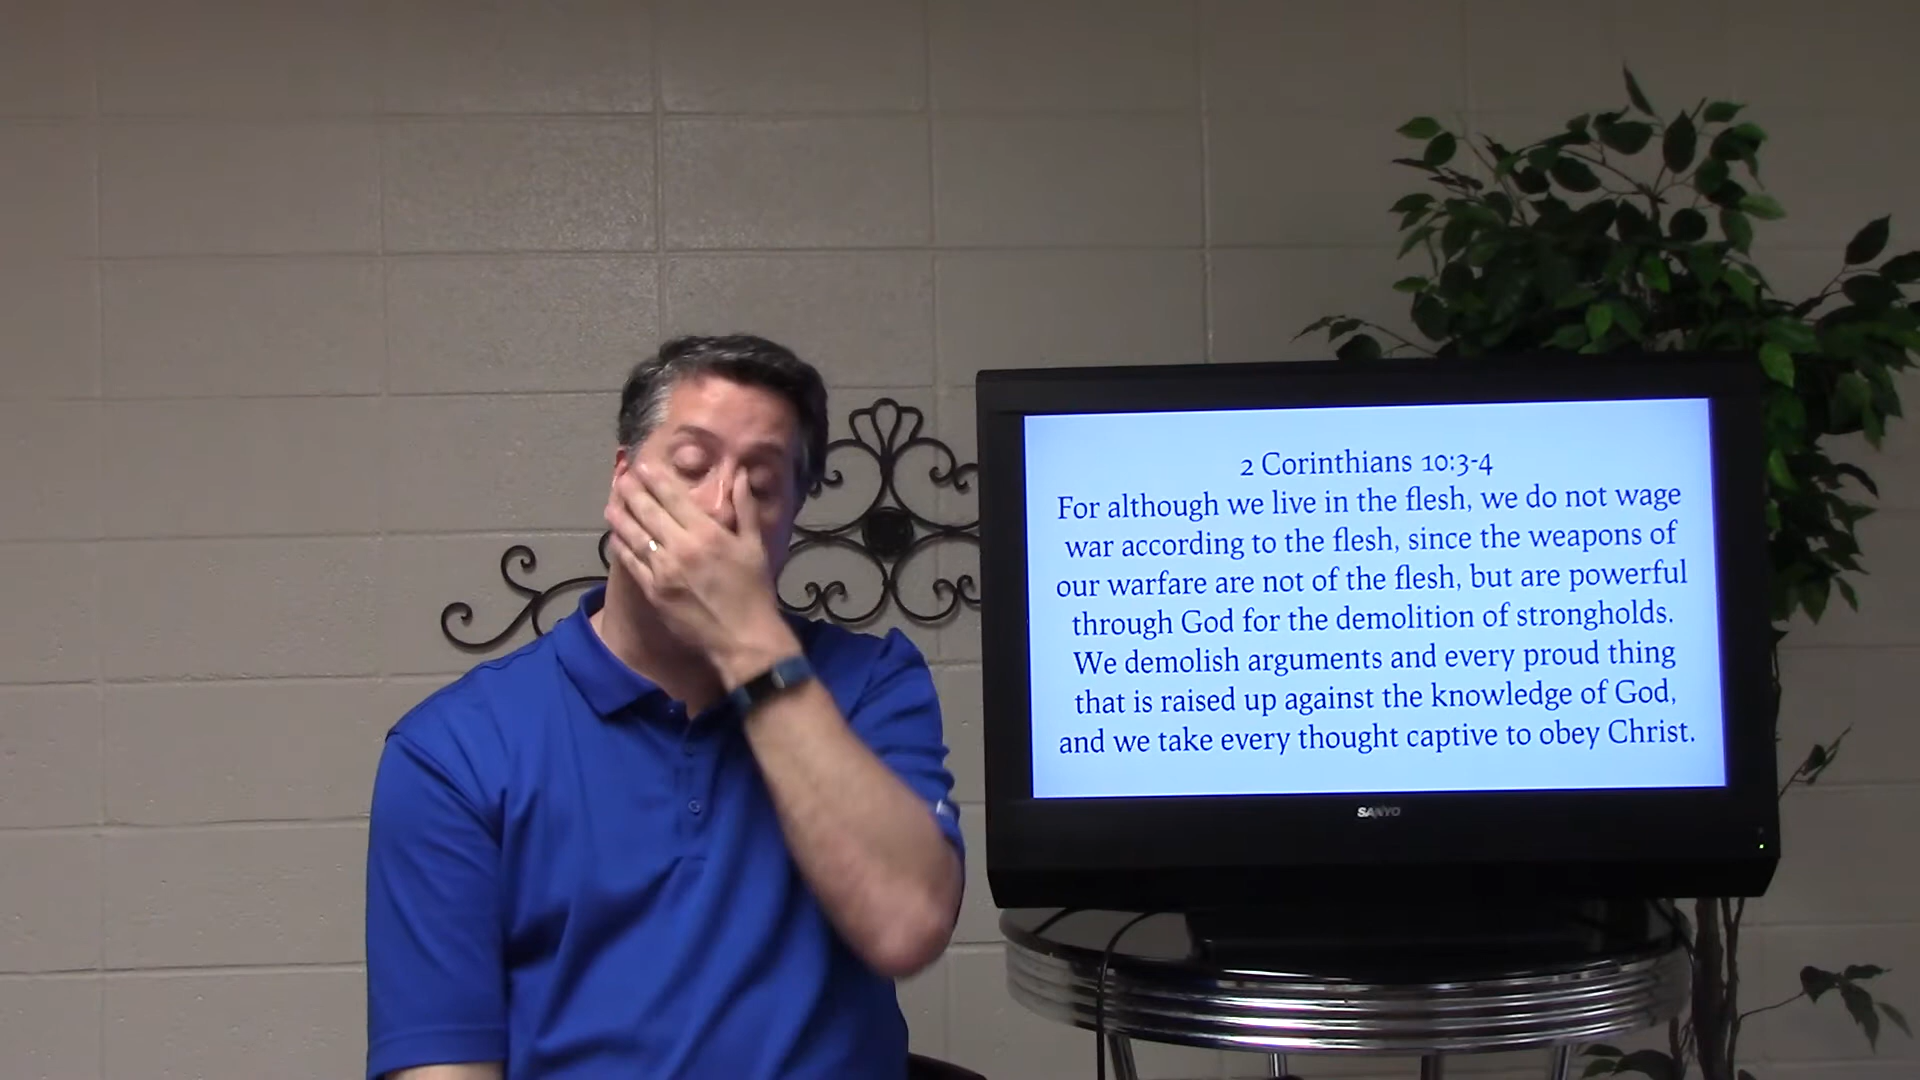 2 Corinthians 10:3-4
For although we live in the flesh, we do not wage
war according to the flesh, since the weapons of
our warfare are not of the flesh, but are powerful
through God for the demolition of strongholds.
We demolish arguments and every proud thing
that is raised up against the knowledge of God,
and we take every thought captive to obey Christ.
SANYO